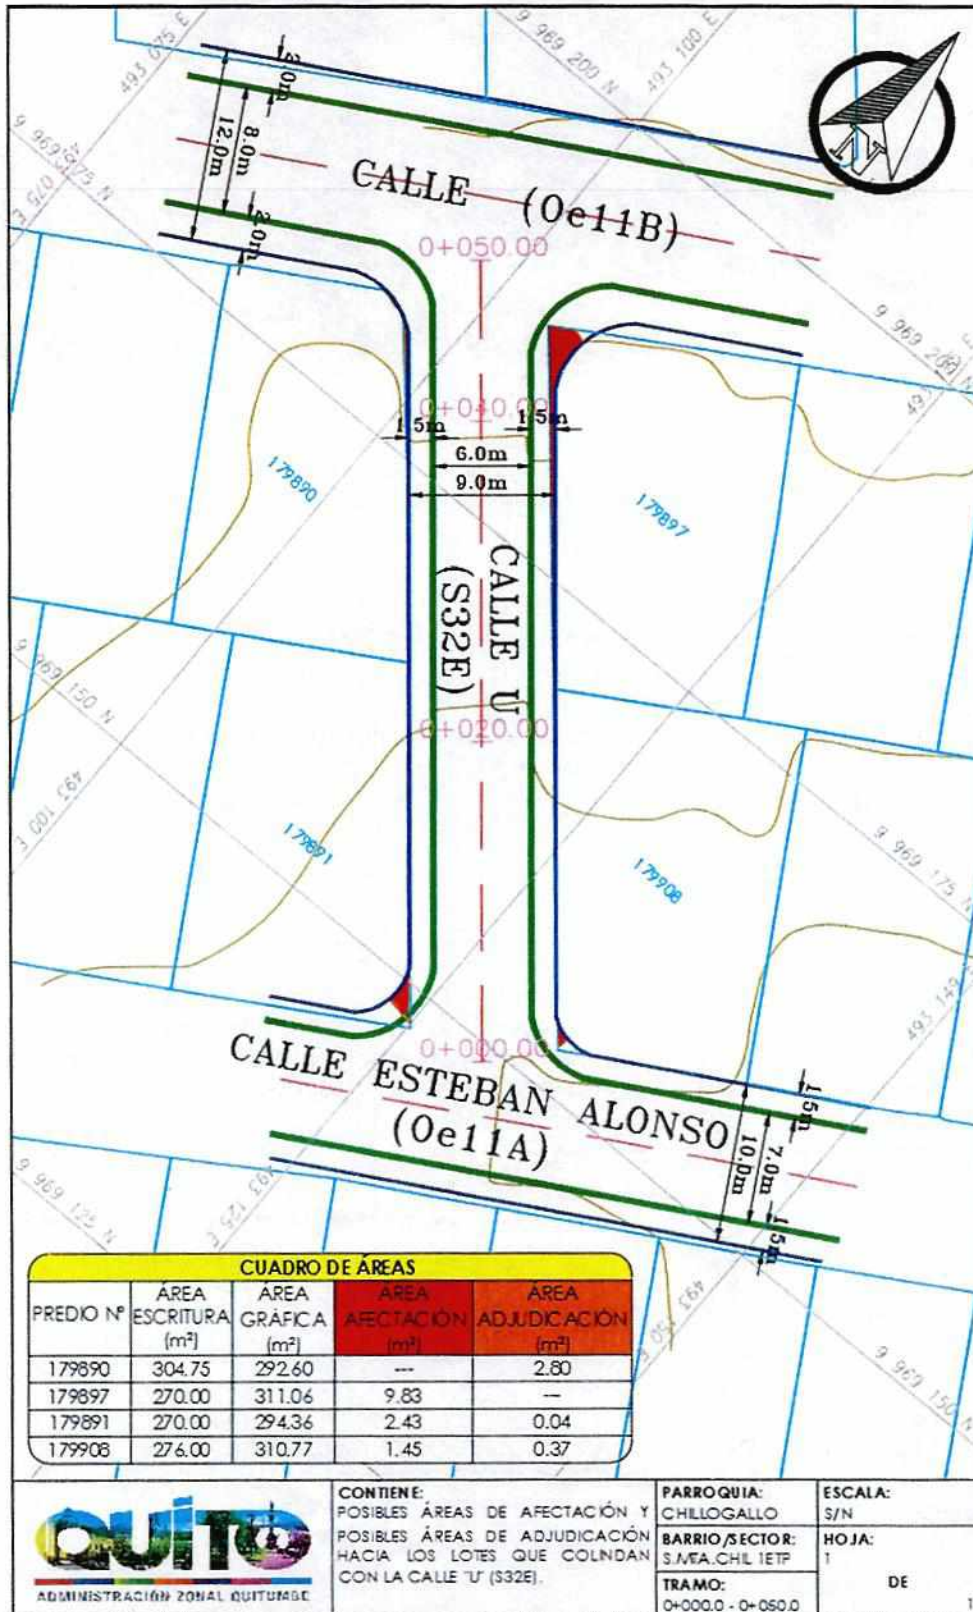 9 969 200 N
493 075 E
493 100 E
N
2.0m
8.0m
12.0m
2.0m
CALLE (Oe11B)
0+050.00
9 969 200 N
0+040.00
1.5m
1.5m
6.0m
9.0m
179890
179897
CALLE U
(S32E)
9 969 150 N
0+020.00
493 100 E
179891
179908
9 969 175 N
493 149
0+000.00
CALLE ESTEBAN ALONSO
(Oe11A)
1.5m
7.0m
10.0m
1.5m
9 969 125 N
493 125 E
493
9 969 150 N
CUADRO DE ÁREAS
PREDIO Nº ÁREA ESCRITURA (m²) ÁREA GRÁFICA (m²) ÁREA AFECTACIÓN (m²) ÁREA ADJUDICACIÓN (m²)
179890 304.75 292.60 --- 2.80
179897 270.00 311.06 9.83 --
179891 270.00 294.36 2.43 0.04
179908 276.00 310.77 1.45 0.37
QUITO
ADMINISTRACIÓN ZONAL QUITUMBE
CONTIENE:
POSIBLES ÁREAS DE AFECTACIÓN Y
POSIBLES ÁREAS DE ADJUDICACIÓN
HACIA LOS LOTES QUE COLINDAN
CON LA CALLE "U" (S32E).
PARROQUIA:
CHILLOGALLO
BARRIO/SECTOR:
S.MFA.CHIL 1ETP
TRAMO:
0+000.0 - 0+050.0
ESCALA:
S/N
HOJA:
1
DE
1